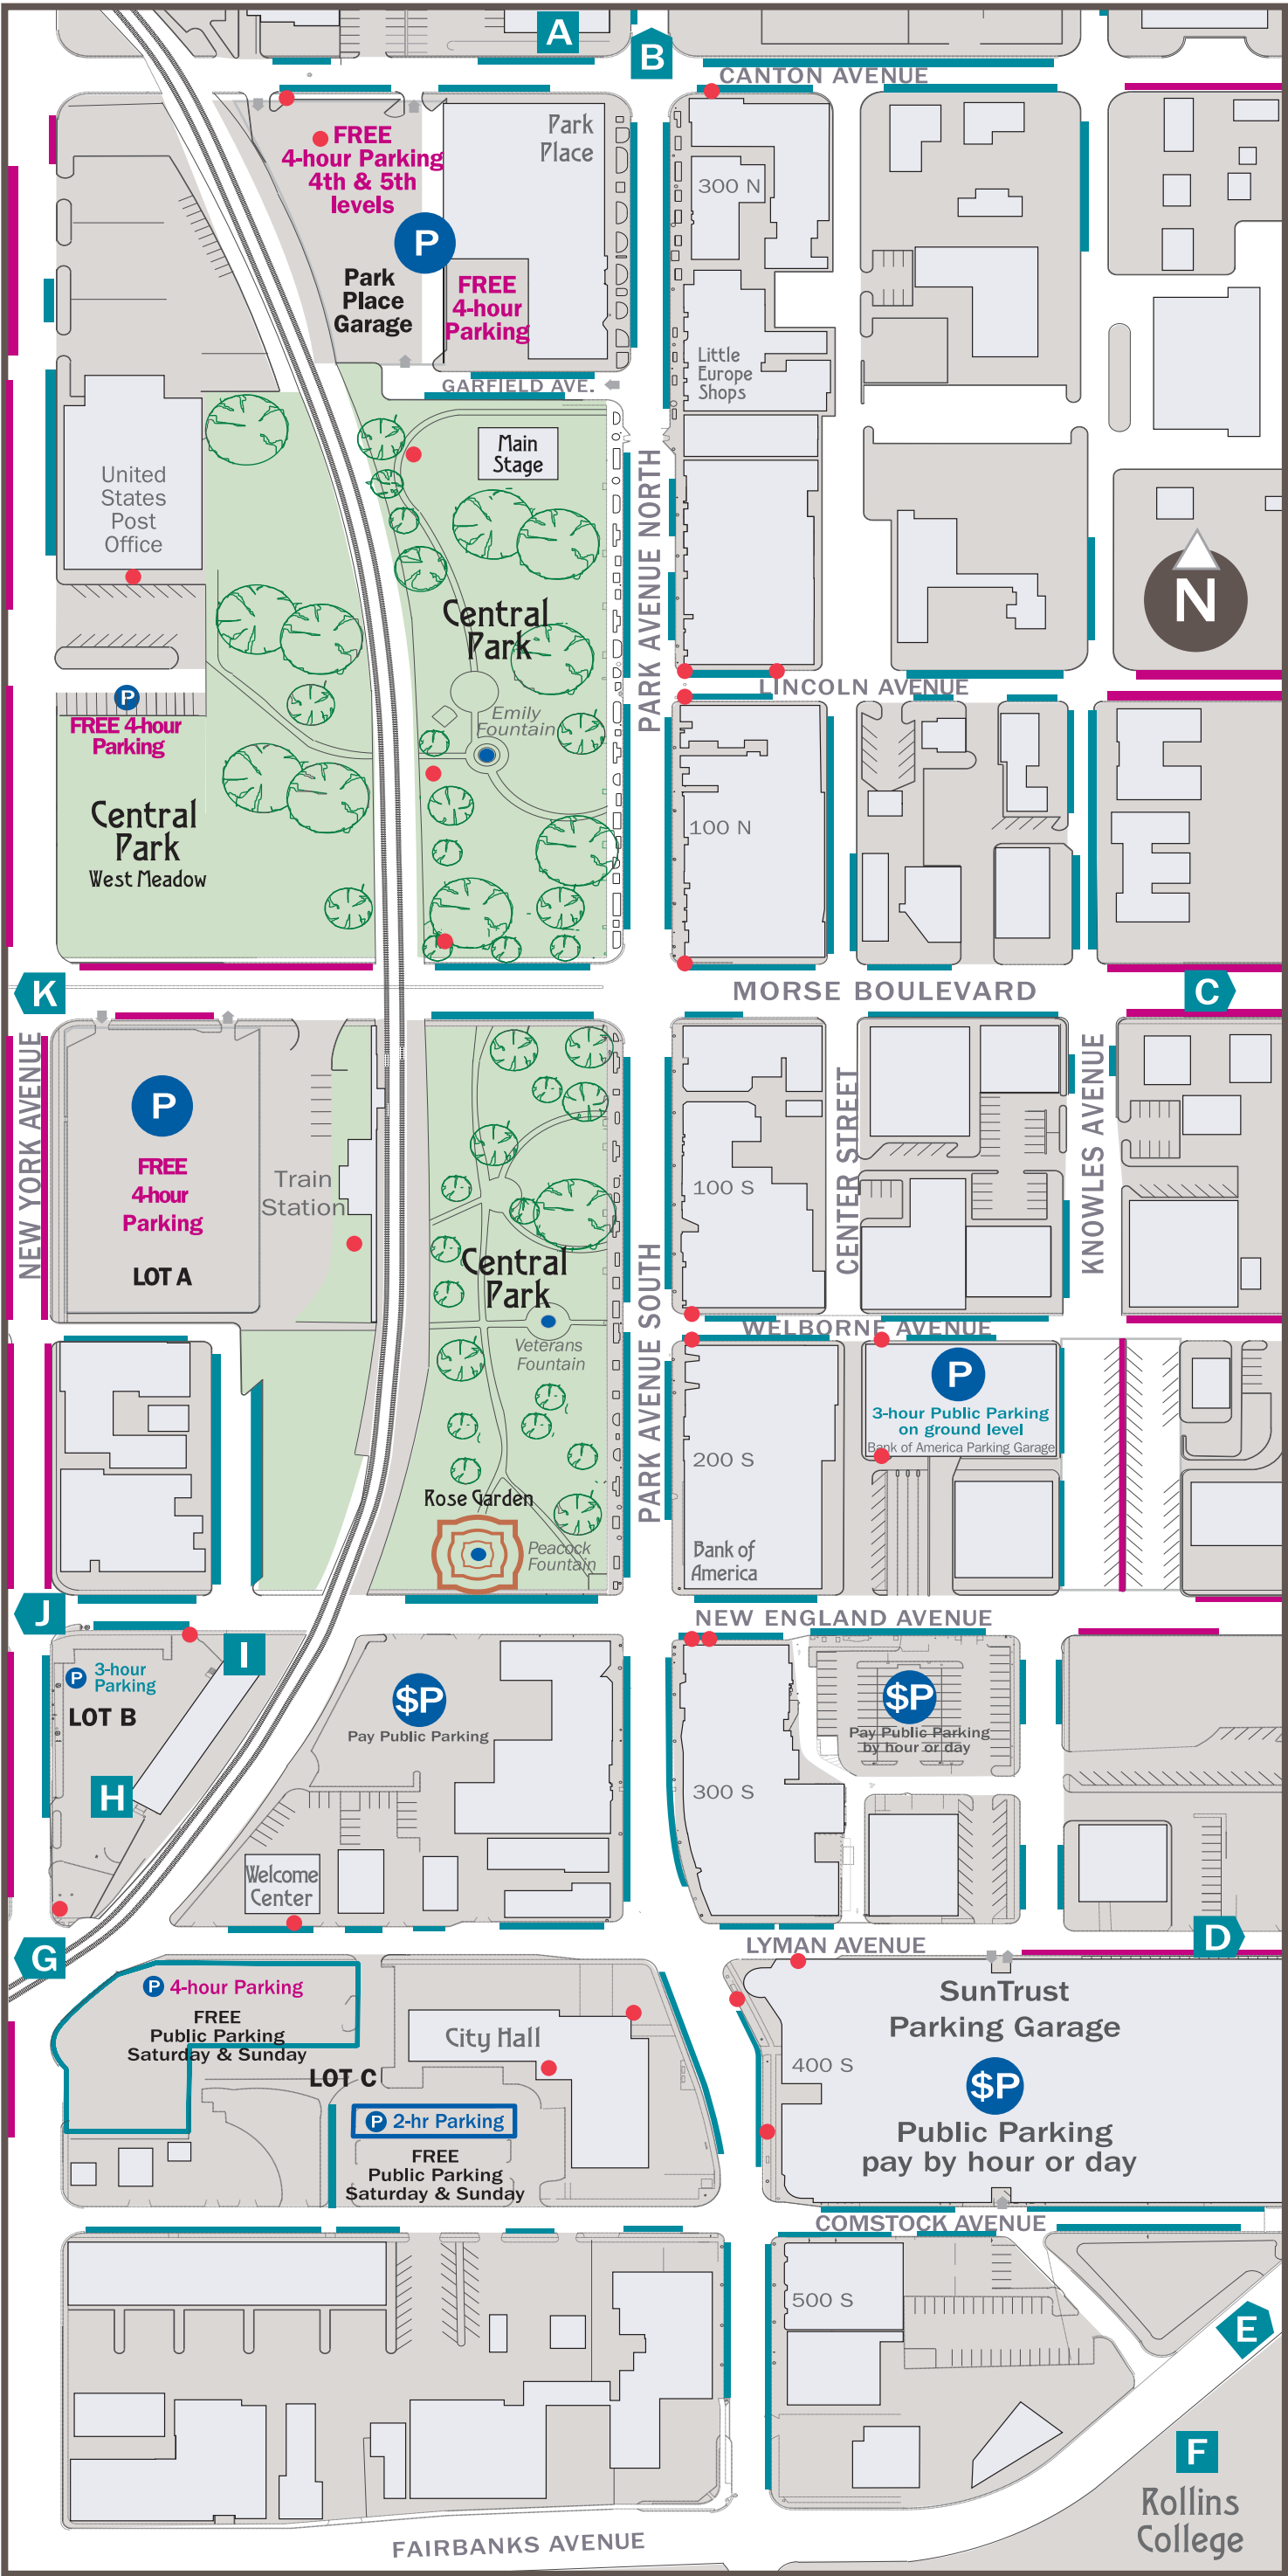 A
B
CANTON AVENUE
FREE
4-hour Parking
4th & 5th
levels
Park
Place
300 N
P
Park
Place
Garage
FREE
4-hour
Parking
Little
Europe
Shops
GARFIELD AVE.
Main
Stage
United
States
Post
Office
PARK AVENUE NORTH
N
Central
Park
LINCOLN AVENUE
P
FREE 4-hour
Parking
Emily
Fountain
Central
Park
West Meadow
100 N
K
MORSE BOULEVARD
C
NEW YORK AVENUE
P
FREE
4-hour
Parking
LOT A
Train
Station
100 S
CENTER STREET
KNOWLES AVENUE
Central
Park
PARK AVENUE SOUTH
WELBORNE AVENUE
Veterans
Fountain
P
3-hour Public Parking
on ground level
Bank of America Parking Garage
200 S
Rose Garden
Peacock
Fountain
Bank of
America
J
NEW ENGLAND AVENUE
I
P 3-hour
Parking
LOT B
$P
Pay Public Parking
$P
Pay Public Parking
by hour or day
H
300 S
Welcome
Center
G
LYMAN AVENUE
D
P 4-hour Parking
FREE
Public Parking
Saturday & Sunday
LOT C
City Hall
P 2-hr Parking
FREE
Public Parking
Saturday & Sunday
SunTrust
Parking Garage
400 S
$P
Public Parking
pay by hour or day
COMSTOCK AVENUE
500 S
E
F
Rollins
College
FAIRBANKS AVENUE